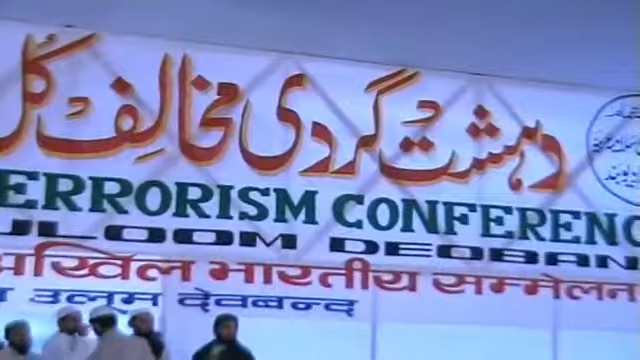 دہشت گردی مخالف کُل
ERRORISM CONFERENC
ULOOM DEOBAN
अखिल भारतीय सम्मेलन
उलूम देवबन्द